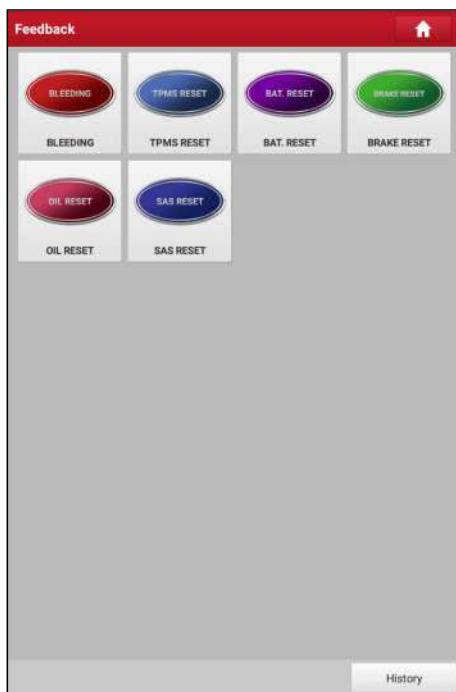 Feedback
BLEEDING
TPMS RESET
BAT. RESET
BRAKE RESET
BLEEDING
TPMS RESET
BAT. RESET
BRAKE RESET
OIL RESET
SAS RESET
OIL RESET
SAS RESET
History